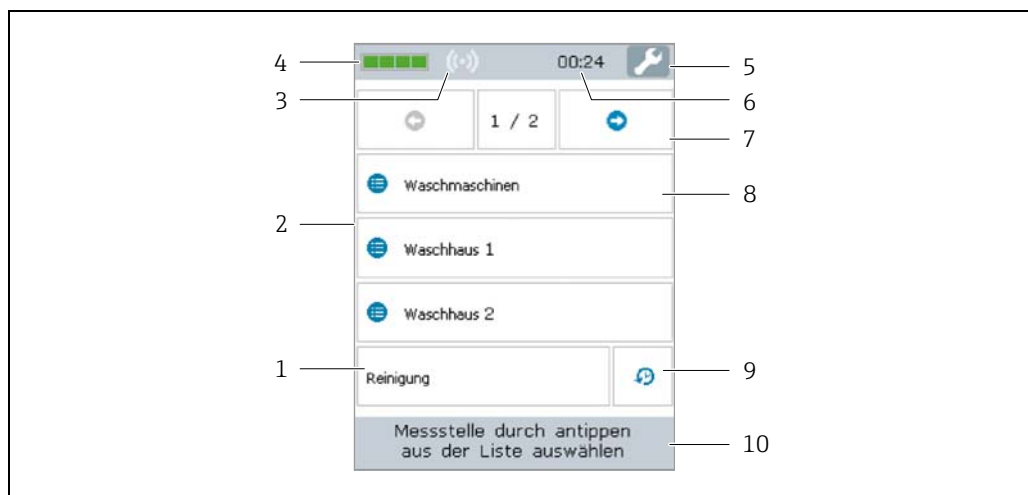 4
3
00:24
5
6
1 / 2
7
Waschmaschinen
8
2
Waschhaus 1
Waschhaus 2
1
Reinigung
9
Messstelle durch antippen
aus der Liste auswählen
10